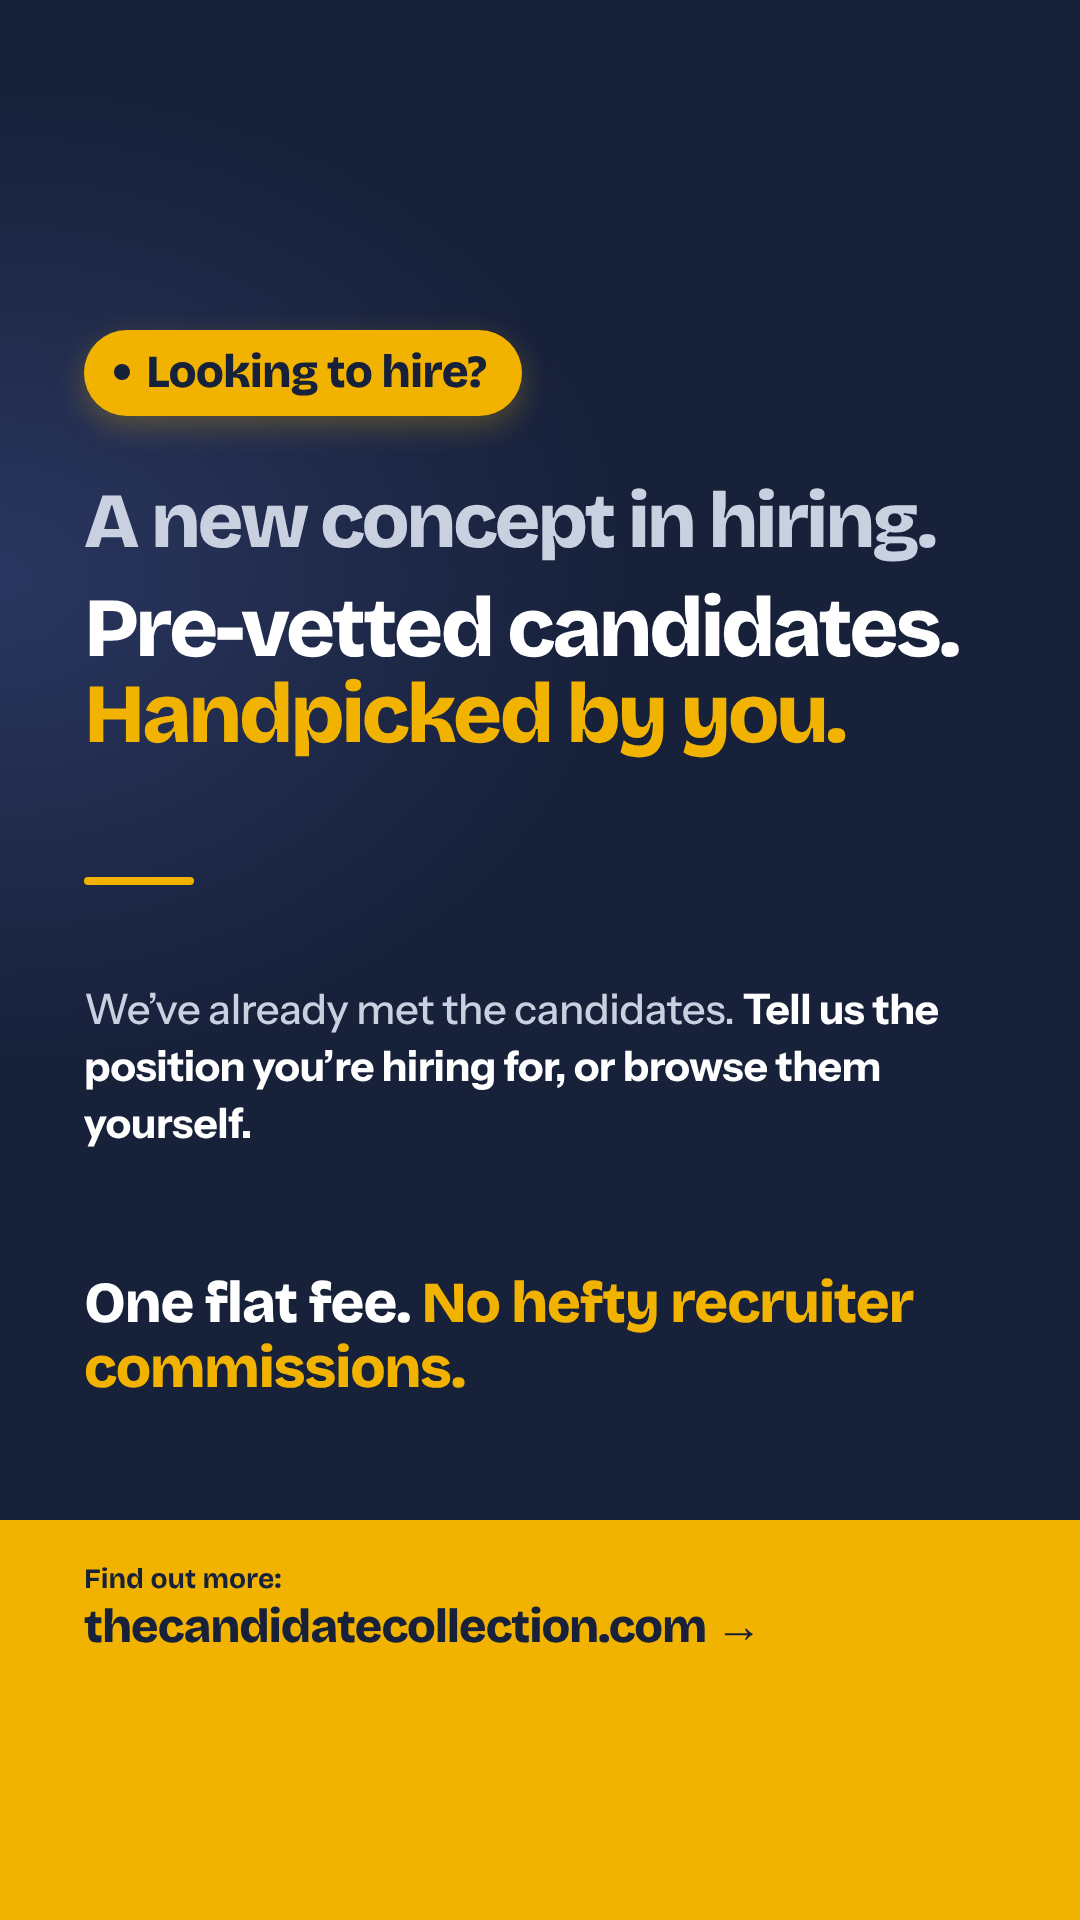 • Looking to hire?
A new concept in hiring.
Pre-vetted candidates.
Handpicked by you.
We’ve already met the candidates. Tell us the
position you’re hiring for, or browse them
yourself.
One flat fee. No hefty recruiter
commissions.
Find out more:
thecandidatecollection.com →